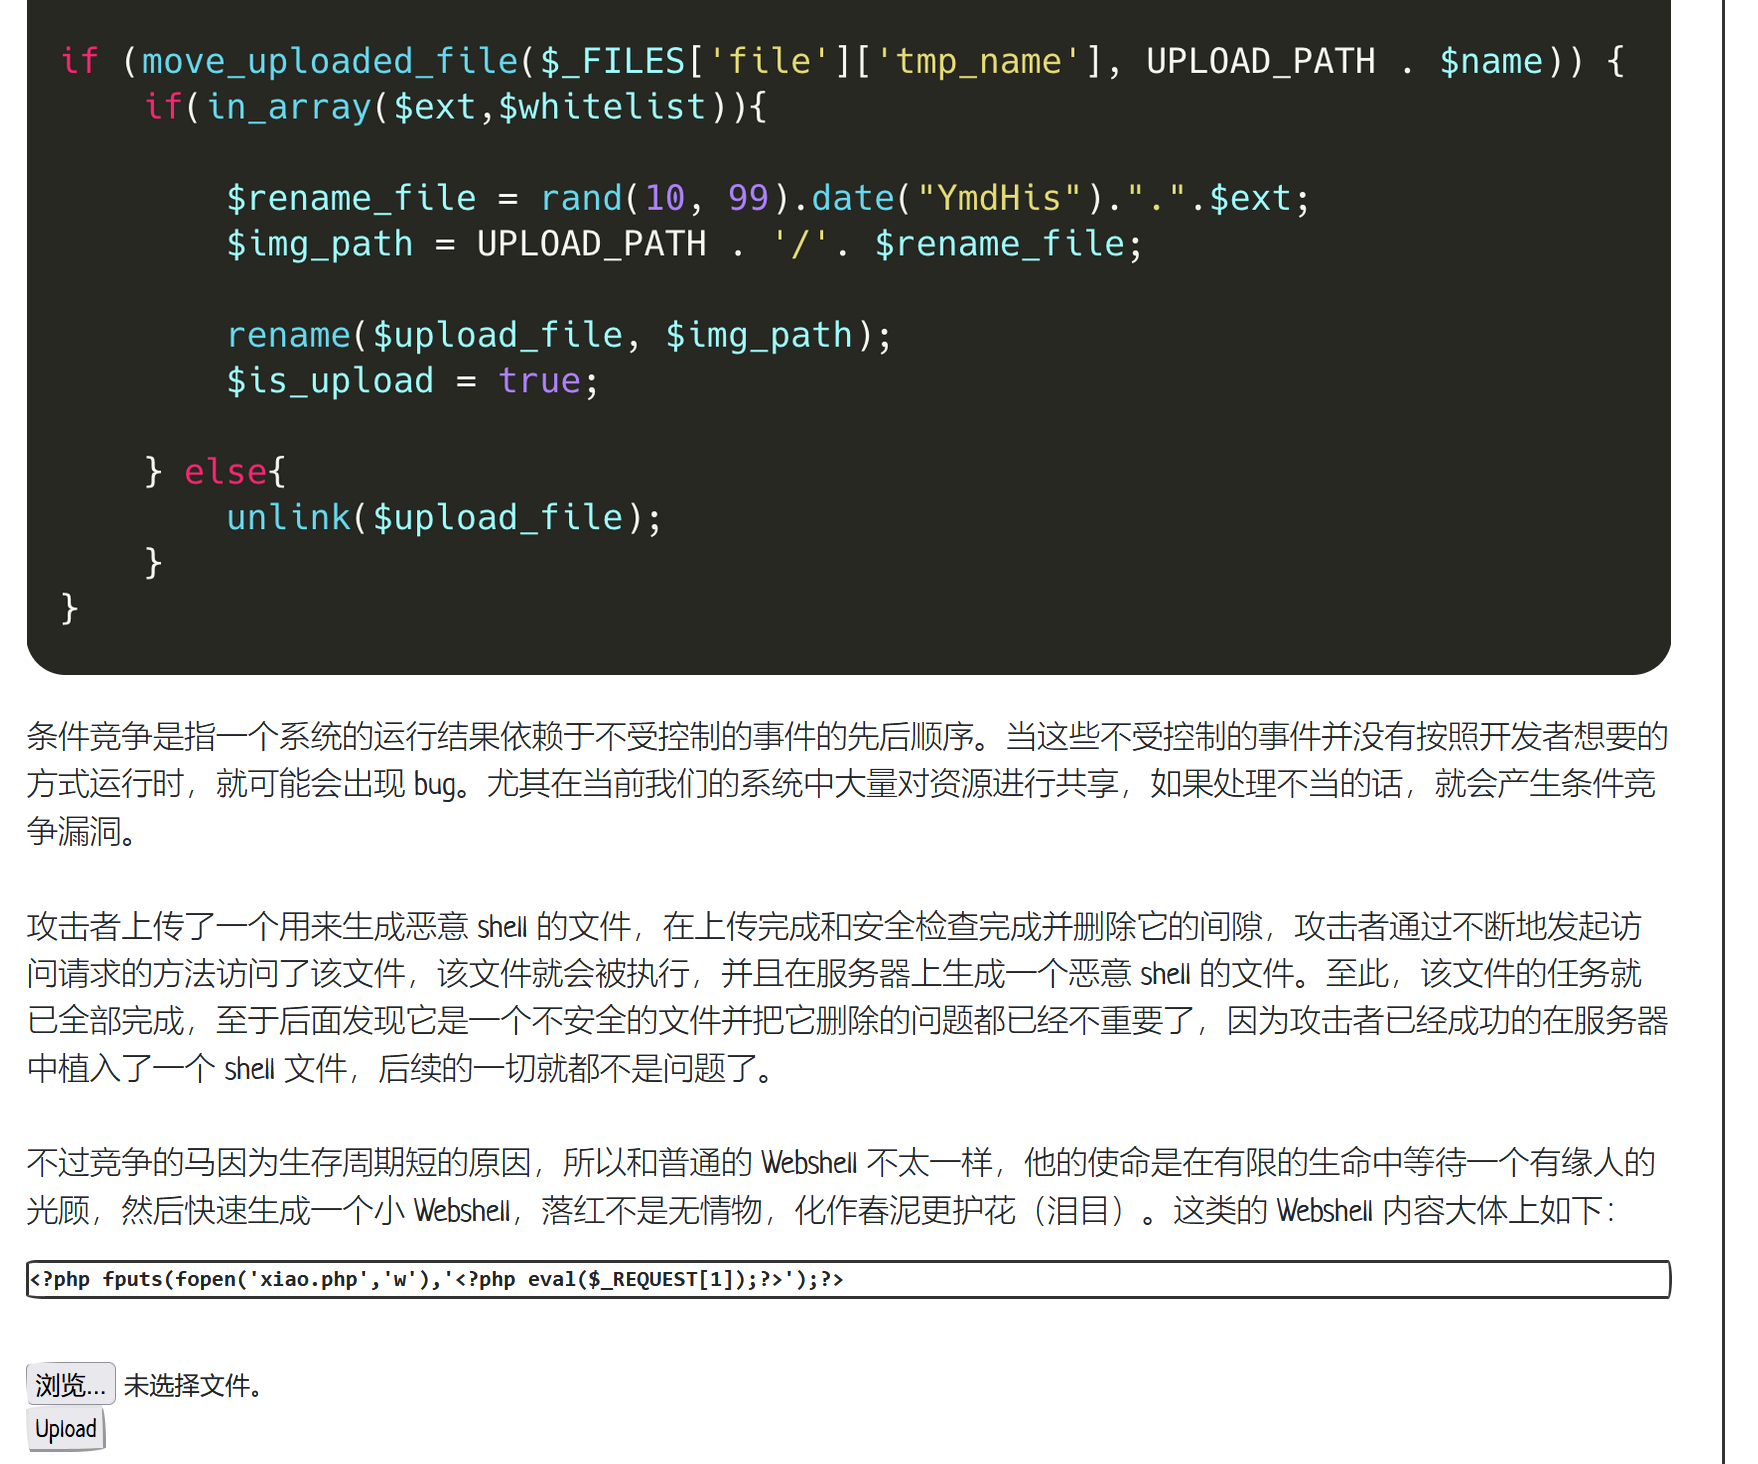 if (move_uploaded_file($_FILES['file']['tmp_name'], UPLOAD_PATH . $name)) {
if(in_array($ext,$whitelist)){
$rename_file = rand(10, 99).date("YmdHis").".".$ext;
$img_path = UPLOAD_PATH . '/'. $rename_file;
rename($upload_file, $img_path);
$is_upload = true;
} else{
unlink($upload_file);
}
}
条件竞争是指一个系统的运行结果依赖于不受控制的事件的先后顺序。当这些不受控制的事件并没有按照开发者想要的
方式运行时，就可能会出现 bug。尤其在当前我们的系统中大量对资源进行共享，如果处理不当的话，就会产生条件竞
争漏洞。
攻击者上传了一个用来生成恶意 shell 的文件，在上传完成和安全检查完成并删除它的间隙，攻击者通过不断地发起访
问请求的方法访问了该文件，该文件就会被执行，并且在服务器上生成一个恶意 shell 的文件。至此，该文件的任务就
已全部完成，至于后面发现它是一个不安全的文件并把它删除的问题都已经不重要了，因为攻击者已经成功的在服务器
中植入了一个 shell 文件，后续的一切就都不是问题了。
不过竞争的马因为生存周期短的原因，所以和普通的 Webshell 不太一样，他的使命是在有限的生命中等待一个有缘人的
光顾，然后快速生成一个小 Webshell，落红不是无情物，化作春泥更护花（泪目）。这类的 Webshell 内容大体上如下：
<?php fputs(fopen('xiao.php','w'),'<?php eval($_REQUEST[1]);?>');?>
浏览... 未选择文件。
Upload